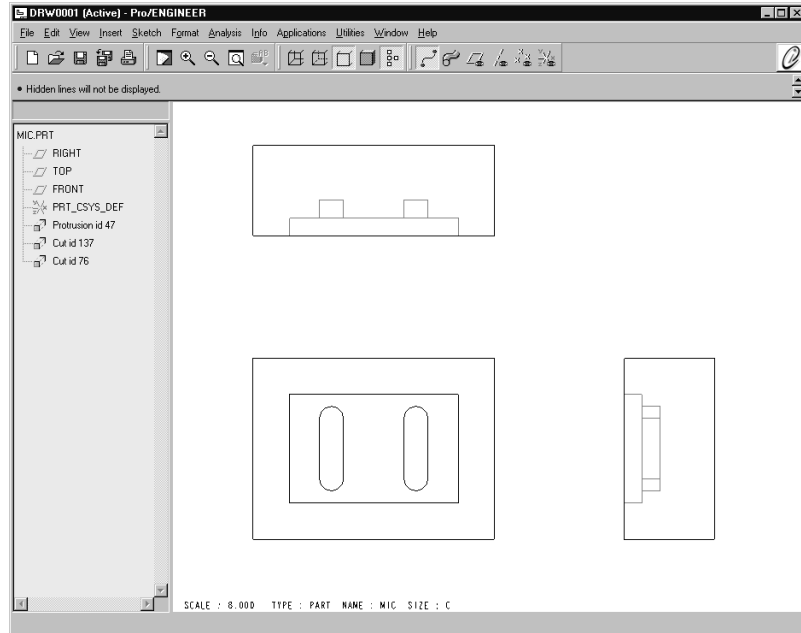 DRW0001 (Active) - Pro/ENGINEER
File Edit View Insert Sketch Format Analysis Info Applications Utilities Window Help
• Hidden lines will not be displayed.
MIC.PRT
RIGHT
TOP
FRONT
PRT_CSYS_DEF
Protrusion id 47
Cut id 137
Cut id 76
SCALE : 8.000 TYPE : PART NAME : MIC SIZE : C